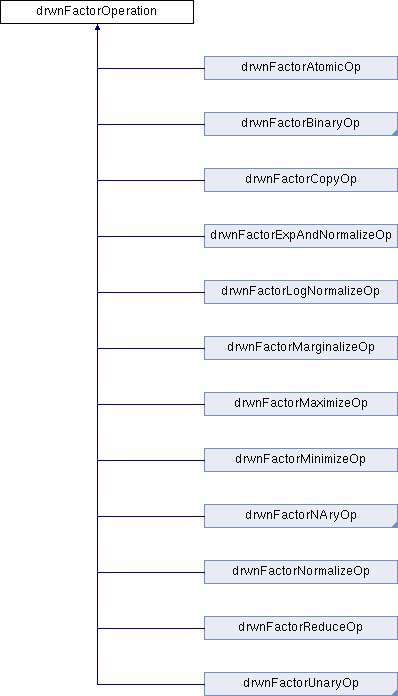 drwnFactorOperation
drwnFactorAtomicOp
drwnFactorBinaryOp
drwnFactorCopyOp
drwnFactorExpAndNormalizeOp
drwnFactorLogNormalizeOp
drwnFactorMarginalizeOp
drwnFactorMaximizeOp
drwnFactorMinimizeOp
drwnFactorNAryOp
drwnFactorNormalizeOp
drwnFactorReduceOp
drwnFactorUnaryOp